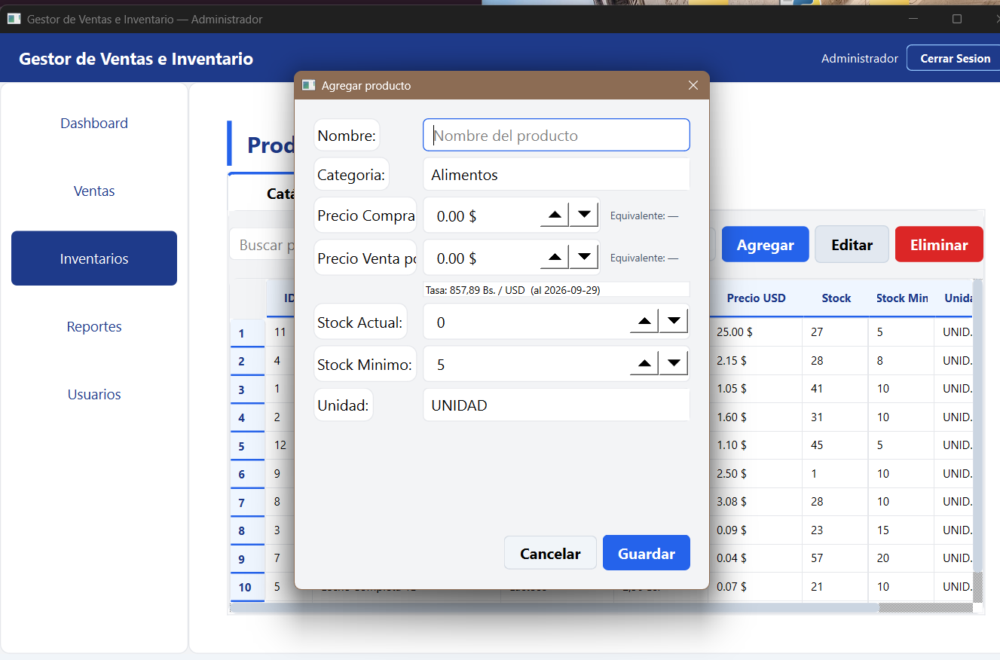 Gestor de Ventas e Inventario — Administrador
Gestor de Ventas e Inventario
Administrador
Cerrar Sesion
Dashboard
Ventas
Inventarios
Reportes
Usuarios
Agregar producto
Nombre:
Nombre del producto
Categoria:
Alimentos
Precio Compra
0.00 $
Equivalente: —
Precio Venta
0.00 $
Equivalente: —
Tasa: 857,89 Bs. / USD (al 2026-09-29)
Stock Actual:
0
Stock Minimo:
5
Unidad:
UNIDAD
Cancelar
Guardar
Buscar
Agregar
Editar
Eliminar
ID Precio USD Stock Stock Min
1 11 25.00 $ 27 5 UNID.
2 4 2.15 $ 28 8 UNID.
3 1 1.05 $ 41 10 UNID.
4 2 1.60 $ 31 10 UNID.
5 12 1.10 $ 45 5 UNID.
6 9 2.50 $ 1 10 UNID.
7 8 3.08 $ 28 10 UNID.
8 3 0.09 $ 23 15 UNID.
9 7 0.04 $ 57 20 UNID.
10 5 0.07 $ 21 10 UNID.